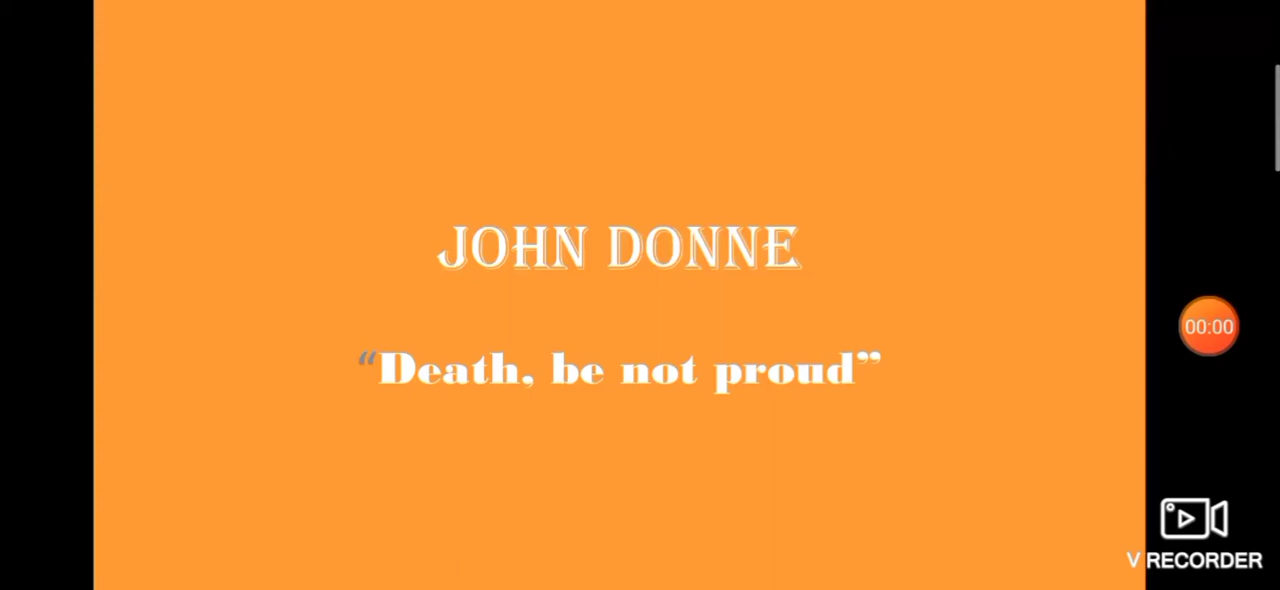 JOHN DONNE
“Death, be not proud”
00:00
V RECORDER